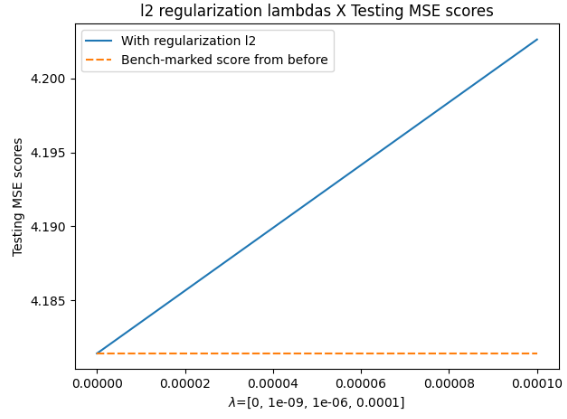 l2 regularization lambdas X Testing MSE scores
With regularization l2
Bench-marked score from before
4.200
4.195
4.190
4.185
Testing MSE scores
0.00000 0.00002 0.00004 0.00006 0.00008 0.00010
λ=[0, 1e-09, 1e-06, 0.0001]